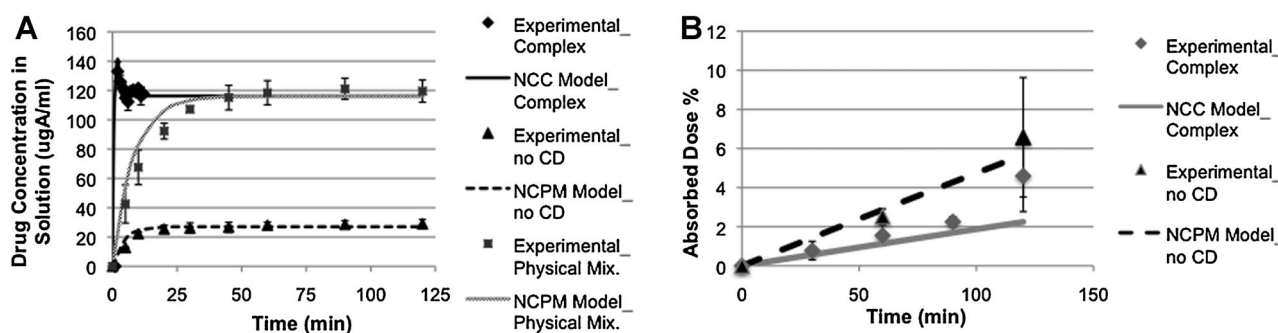 A
Drug Concentration in
Solution (ugA/ml)
160
140
120
100
80
60
40
20
0
0
25
50
75
100
125
Time (min)
Experimental_
Complex
NCC Model_
Complex
Experimental_
no CD
NCPM Model_
no CD
Experimental_
Physical Mix.
NCPM Model_
Physical Mix.
B
Absorbed Dose %
12
10
8
6
4
2
0
0
50
100
150
Time (min)
Experimental_
Complex
NCC Model_
Complex
Experimental_
no CD
NCPM Model_
no CD